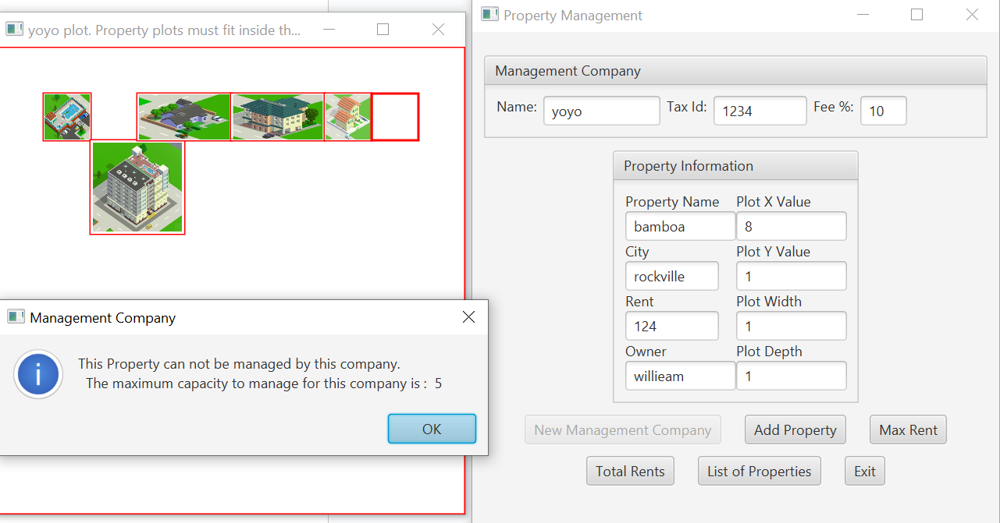 yoyo plot. Property plots must fit inside th...
Property Management
Management Company
Name: yoyo Tax Id: 1234 Fee %: 10
Property Information
Property Name Plot X Value
bamboa 8
City Plot Y Value
rockville 1
Rent Plot Width
124 1
Owner Plot Depth
willieam 1
New Management Company Add Property Max Rent
Total Rents List of Properties Exit
Management Company
This Property can not be managed by this company.
The maximum capacity to manage for this company is : 5
OK